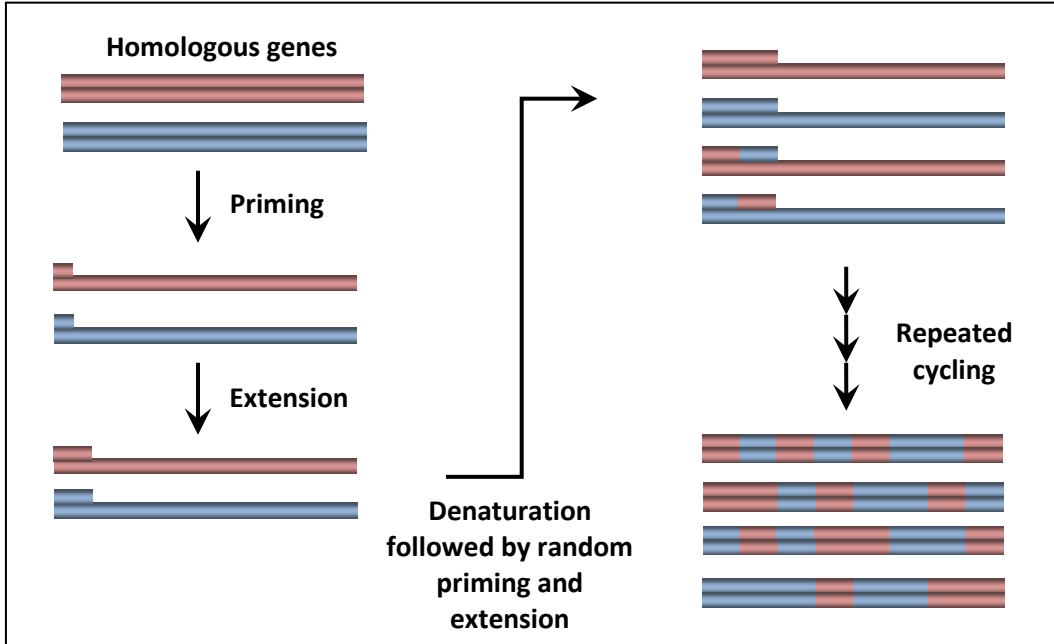 Homologous genes
Priming
Extension
Denaturation
followed by random
priming and
extension
Repeated
cycling